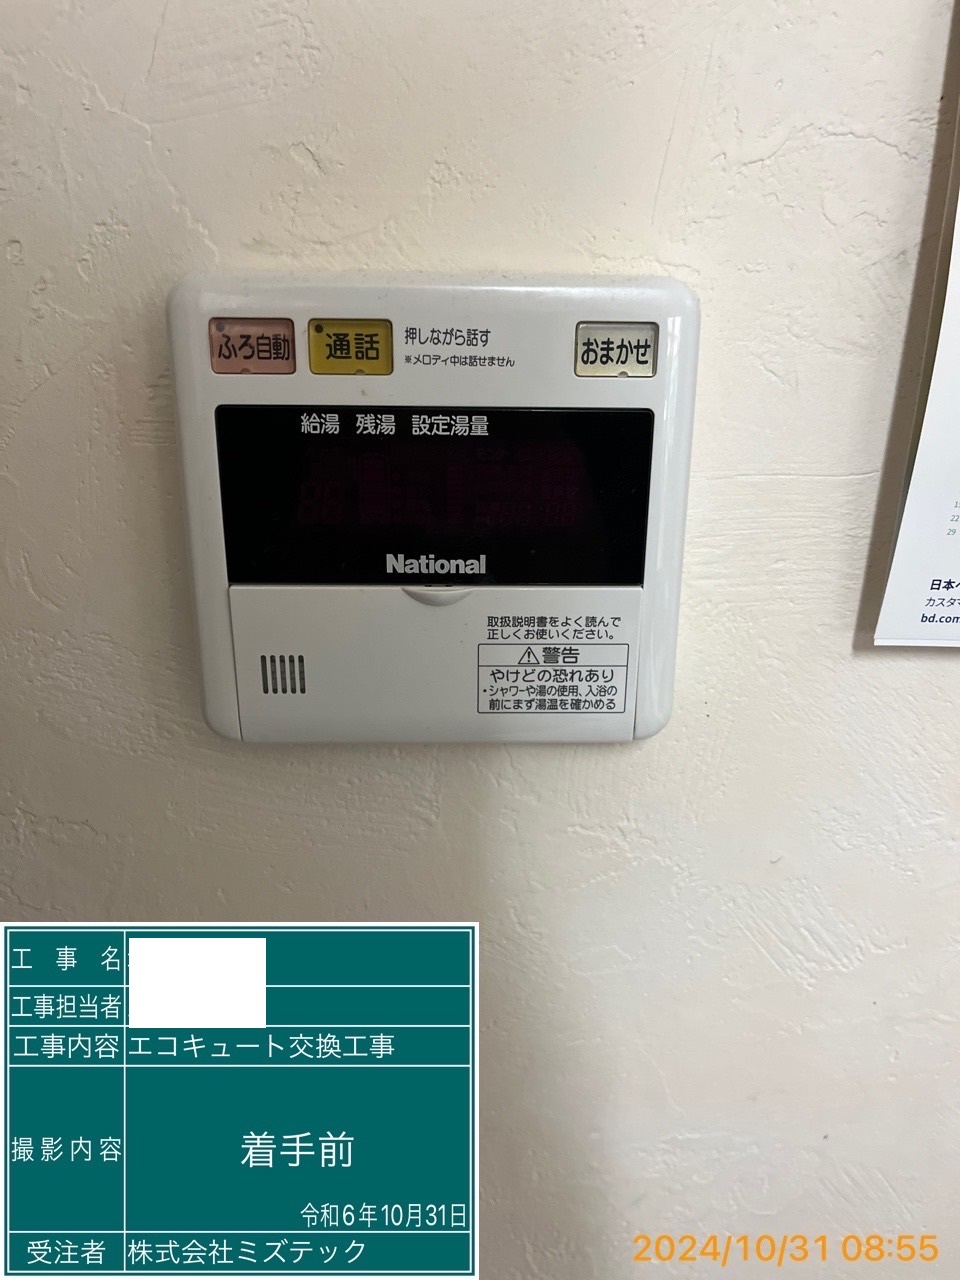 ふろ自動
通話
押しながら話す
※メロディ中は話せません
おまかせ
給湯 残湯 設定湯量
National
取扱説明書をよく読んで
正しくお使いください。
⚠警告
やけどの恐れあり
・シャワーや湯の使用、入浴の
前にまず湯温を確かめる
22
29
日本ベ
カスタマ
bd.com
工事名
工事担当者
工事内容 エコキュート交換工事
撮影内容 着手前
令和6年10月31日
受注者 株式会社ミズテック
2024/10/31 08:55